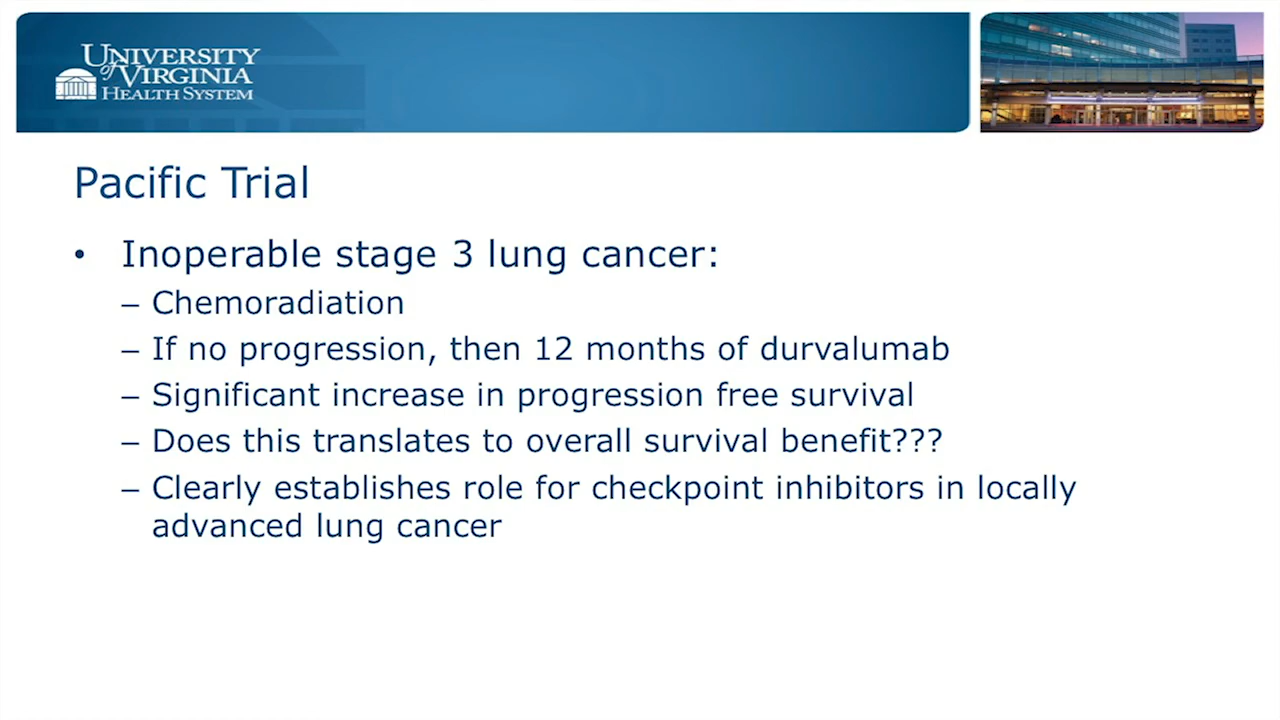 UNIVERSITY
of VIRGINIA
HEALTH SYSTEM
Pacific Trial
• Inoperable stage 3 lung cancer:
– Chemoradiation
– If no progression, then 12 months of durvalumab
– Significant increase in progression free survival
– Does this translates to overall survival benefit???
– Clearly establishes role for checkpoint inhibitors in locally
advanced lung cancer